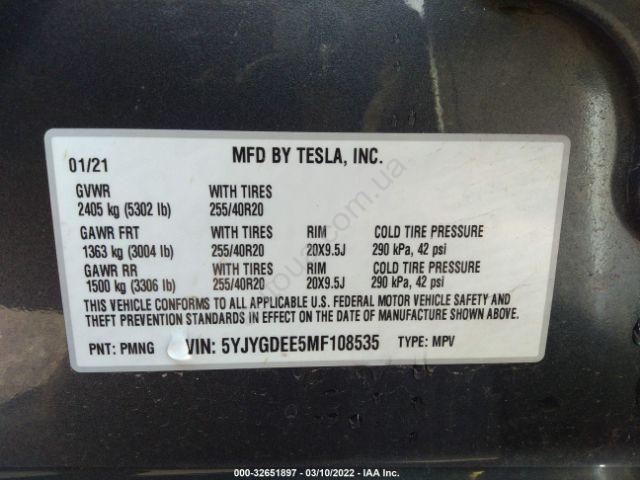 01/21 MFD BY TESLA, INC.
GVWR WITH TIRES
2405 kg (5302 lb) 255/40R20
GAWR FRT WITH TIRES RIM COLD TIRE PRESSURE
1363 kg (3004 lb) 255/40R20 20X9.5J 290 kPa, 42 psi
GAWR RR WITH TIRES RIM COLD TIRE PRESSURE
1500 kg (3306 lb) 255/40R20 20X9.5J 290 kPa, 42 psi
THIS VEHICLE CONFORMS TO ALL APPLICABLE U.S. FEDERAL MOTOR VEHICLE SAFETY AND
THEFT PREVENTION STANDARDS IN EFFECT ON THE DATE OF MANUFACTURE SHOWN ABOVE.
PNT: PMNG VIN: 5YJYGDEE5MF108535 TYPE: MPV
000-32651897 - 03/10/2022 - IAA Inc.